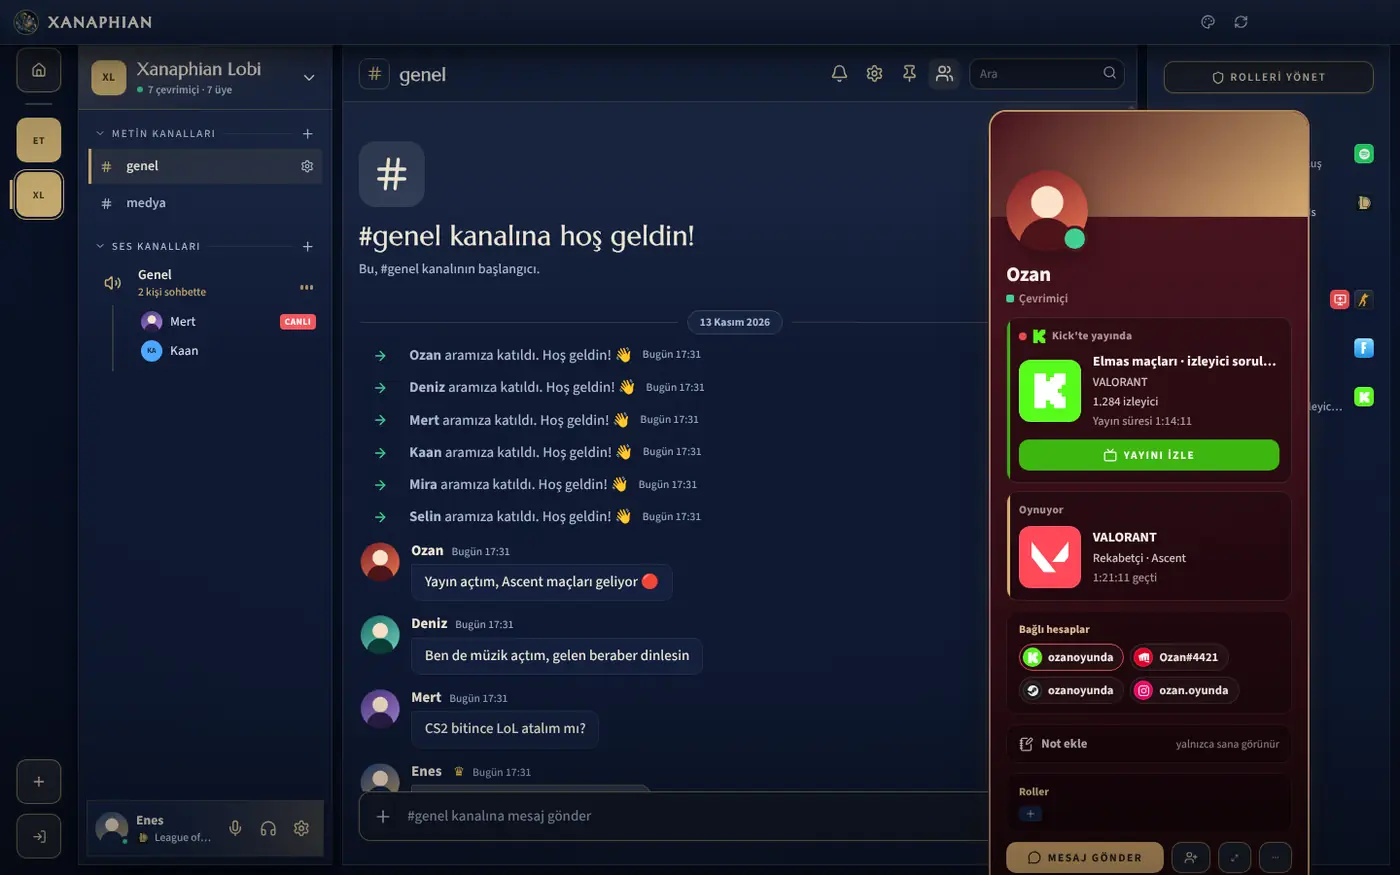 XANAPHIAN
XL
Xanaphian Lobi
7 çevrimiçi · 7 üye
METİN KANALLARI
# genel
# medya
SES KANALLARI
Genel
2 kişi sohbette
Mert
CANLI
KA
Kaan
ET
XL
Enes
League of...
# genel
Ara
#
#genel kanalına hoş geldin!
Bu, #genel kanalının başlangıcı.
13 Kasım 2026
Ozan aramıza katıldı. Hoş geldin! 👋 Bugün 17:31
Deniz aramıza katıldı. Hoş geldin! 👋 Bugün 17:31
Mert aramıza katıldı. Hoş geldin! 👋 Bugün 17:31
Kaan aramıza katıldı. Hoş geldin! 👋 Bugün 17:31
Mira aramıza katıldı. Hoş geldin! 👋 Bugün 17:31
Selin aramıza katıldı. Hoş geldin! 👋 Bugün 17:31
Ozan Bugün 17:31
Yayın açtım, Ascent maçları geliyor 🔴
Deniz Bugün 17:31
Ben de müzik açtım, gelen beraber dinlesin
Mert Bugün 17:31
CS2 bitince LoL atalım mı?
Enes Bugün 17:31
#genel kanalına mesaj gönder
ROLLERİ YÖNET
Ozan
Çevrimiçi
Kick'te yayında
Elmas maçları · izleyici sorul...
VALORANT
1.284 izleyici
Yayın süresi 1:14:11
YAYINI İZLE
Oynuyor
VALORANT
Rekabetçi · Ascent
1:21:11 geçti
Bağlı hesaplar
ozanoyunda
Ozan#4421
ozanoyunda
ozan.oyunda
Not ekle
yalnızca sana görünür
Roller
+
MESAJ GÖNDER